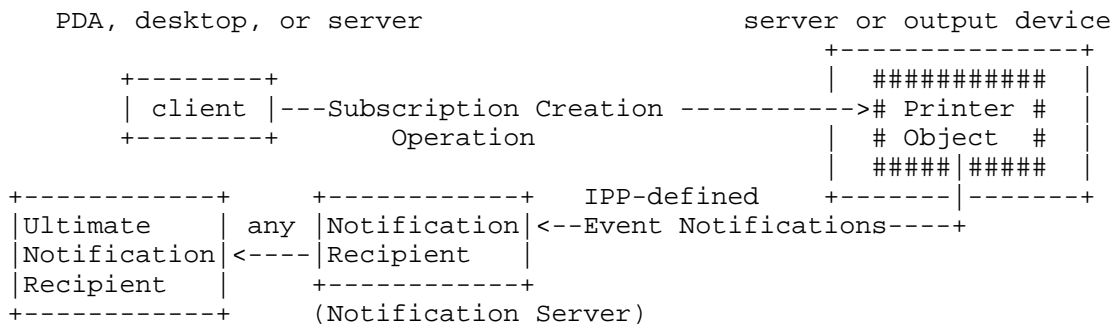 PDA, desktop, or server                    server or output device
                                                     +---------------+
       +--------+                                    |  ###########  |
       | client |---Subscription Creation ----------->#  Printer #  |
       +--------+        Operation                   |  # Object  #  |
                                                     |  #####|#####  |
+------------+     +------------+   IPP-defined      +-------|-------+
|Ultimate    | any |Notification|<--Event Notifications----+
|Notification|<----|Recipient   |
|Recipient   |     +------------+
+------------+     (Notification Server)